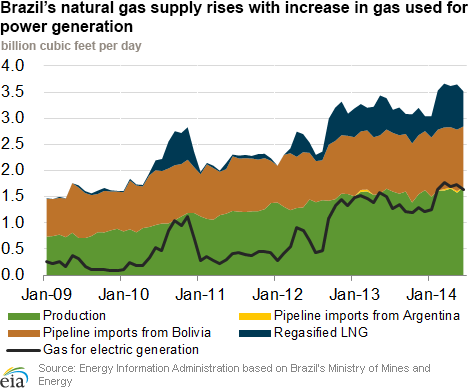 Brazil's natural gas supply rises with increase in gas used for
power generation
billion cubic feet per day
4.0
3.5
3.0
2.5
2.0
1.5
1.0
0.5
0.0
Jan-09 Jan-10 Jan-11 Jan-12 Jan-13 Jan-14
Production Pipeline imports from Argentina
Pipeline imports from Bolivia Regasified LNG
Gas for electric generation
eia Source: Energy Information Administration based on Brazil's Ministry of Mines and
Energy